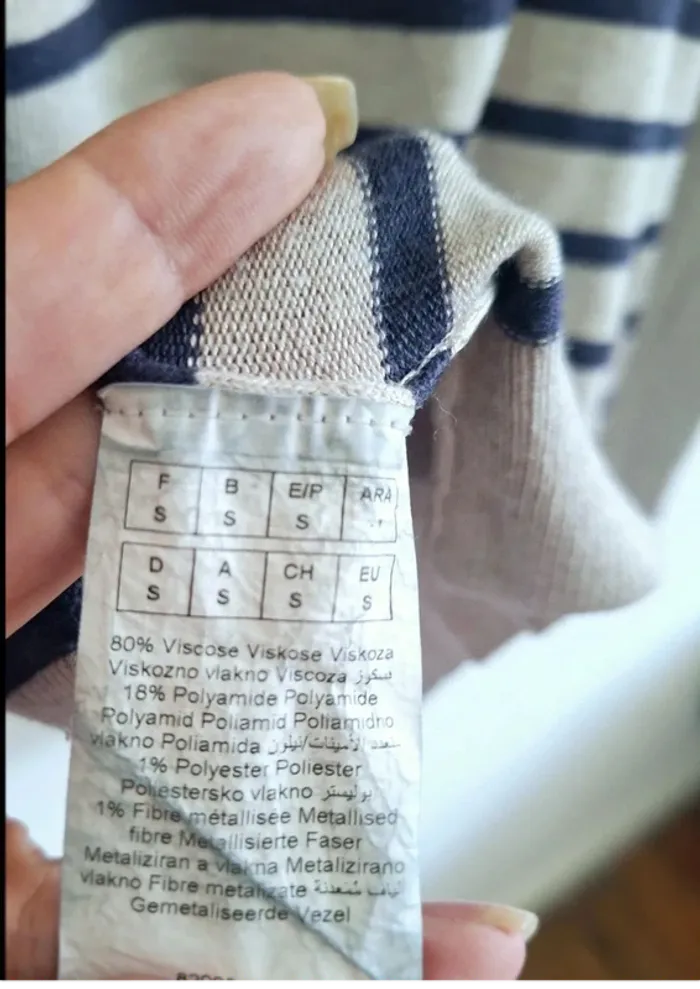 F B E/P ARA
S S S
D A CH EU
S S S S
80% Viscose Viskose Viskoza
Viskozno vlakno Viscoza فسكوز
18% Polyamide Polyamide
Polyamid Poliamid Poliamidno
vlakno Poliamida متعدد الأمينات/نيلون
1% Polyester Poliester
Poliestersko vlakno بوليستر
1% Fibre métallisée Metallised
fibre Metallisierte Faser
Metaliziran a vlakna Metalizirano
vlakno Fibre metalizate ألياف مُمعدنة
Gemetaliseerde Vezel